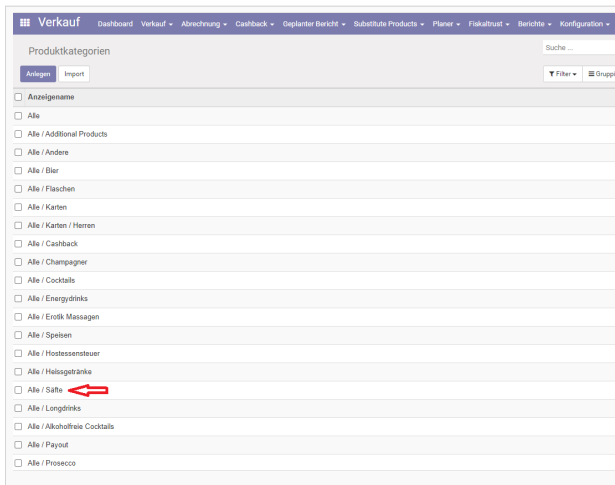 Verkauf Dashboard Verkauf Abrechnung Cashback Geplanter Bericht Substitute Products Planer Fiskaltrust Berichte Konfiguration
Produktkategorien Suche ...
Anlegen Import Filter
Anzeigename
Alle
Alle / Additional Products
Alle / Andere
Alle / Bier
Alle / Flaschen
Alle / Karten
Alle / Karten / Herren
Alle / Cashback
Alle / Champagner
Alle / Cocktails
Alle / Energydrinks
Alle / Erotik Massagen
Alle / Speisen
Alle / Hostessensteuer
Alle / Heissgetränke
Alle / Säfte
Alle / Longdrinks
Alle / Alkoholfreie Cocktails
Alle / Payout
Alle / Prosecco